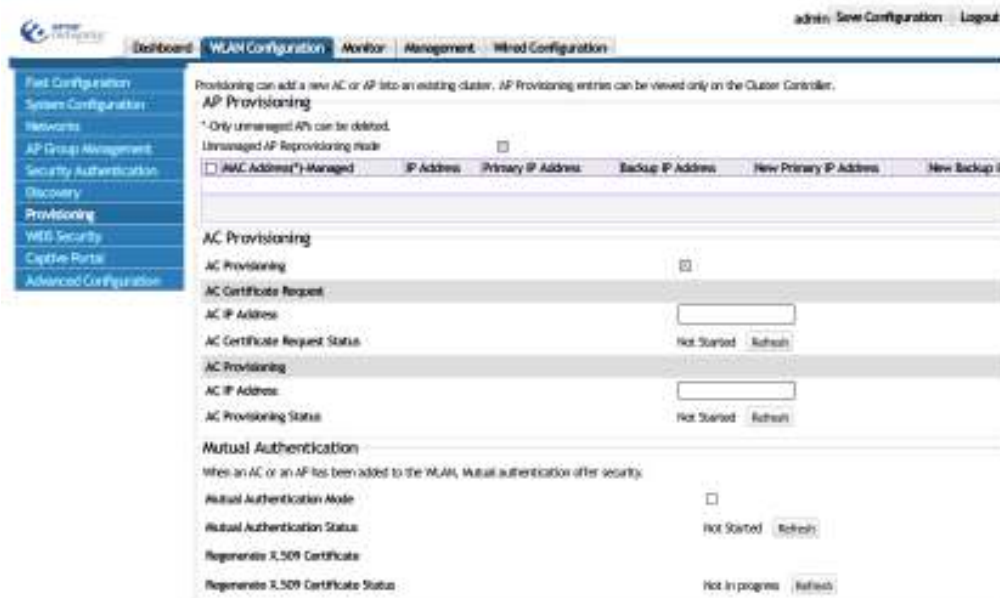 admin Save Configuration Logout
networks
Dashboard WLAN Configuration Monitor Management Wired Configuration
Fast Configuration
System Configuration
Networks
AP Group Management
Security Authentication
Discovery
Provisioning
WIDS Security
Captive Portal
Advanced Configuration
Provisioning can add a new AC or AP into an existing cluster. AP Provisioning entries can be viewed only on the Cluster Controller.
AP Provisioning
*-Only unmanaged APs can be deleted.
Unmanaged AP Reprovisioning Mode
MAC Address(*)-Managed IP Address Primary IP Address Backup IP Address New Primary IP Address New Backup
AC Provisioning
AC Provisioning
AC Certificate Request
AC IP Address
AC Certificate Request Status Not Started Refresh
AC Provisioning
AC IP Address
AC Provisioning Status Not Started Refresh
Mutual Authentication
When an AC or an AP has been added to the WLAN, Mutual authentication offer security.
Mutual Authentication Mode
Mutual Authentication Status Not Started Refresh
Regenerate X.509 Certificate
Regenerate X.509 Certificate Status Not in progress Refresh